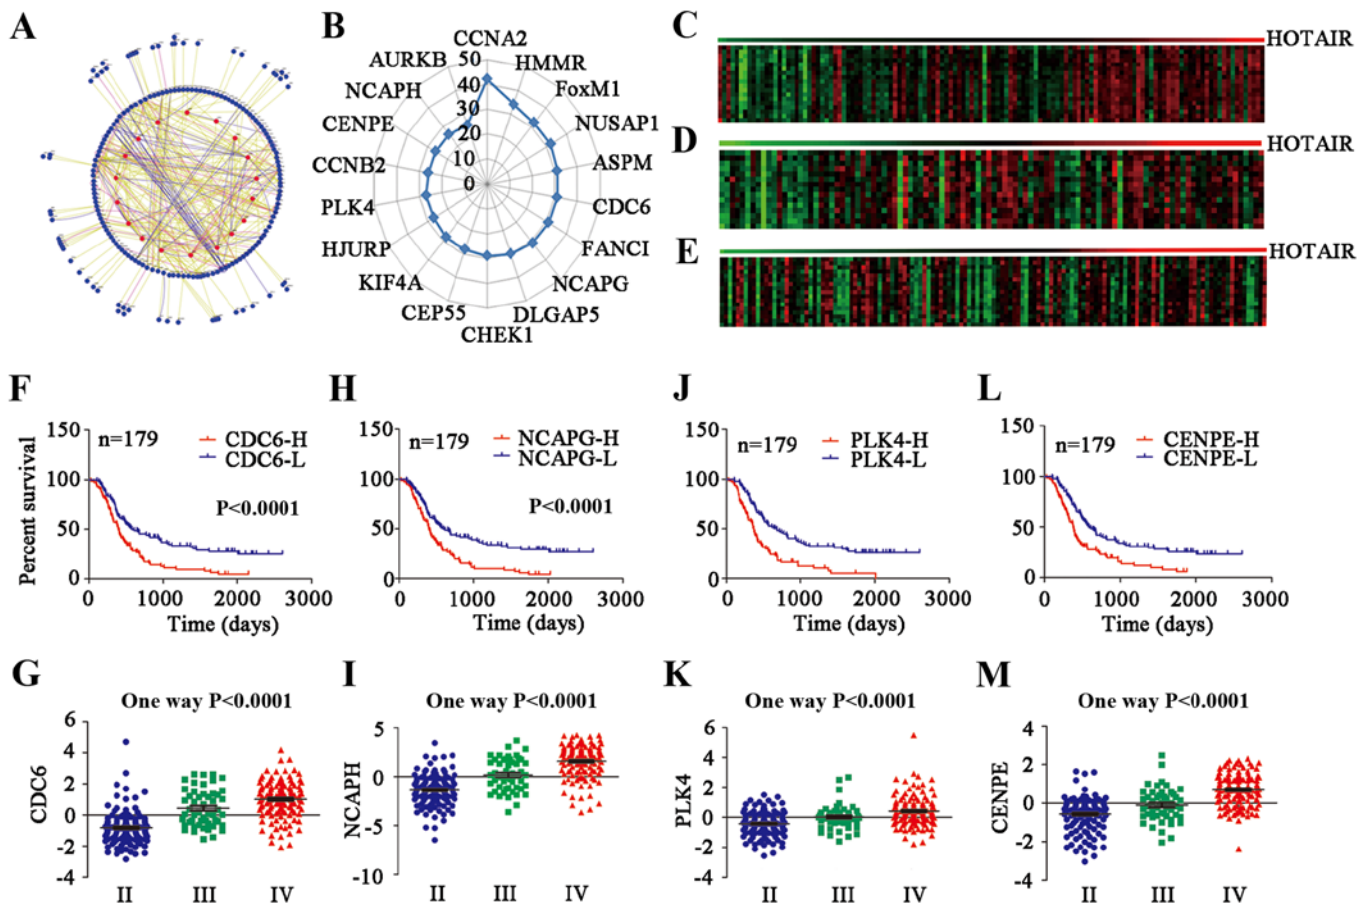 A
B
CCNA2
HMMR
FoxM1
NUSAP1
ASPM
CDC6
FANCI
NCAPG
DLGAP5
CHEK1
CEP55
KIF4A
HJURP
PLK4
CCNB2
CENPE
NCAPH
AURKB
50
40
30
20
10
0
C
HOTAIR
D
HOTAIR
E
HOTAIR
F
Percent survival
150
100
50
0
n=179
CDC6-H
CDC6-L
P<0.0001
0 1000 2000 3000
Time (days)
H
150
100
50
0
n=179
NCAPG-H
NCAPG-L
P<0.0001
0 1000 2000 3000
Time (days)
J
150
100
50
0
n=179
PLK4-H
PLK4-L
0 1000 2000 3000
Time (days)
L
150
100
50
0
n=179
CENPE-H
CENPE-L
0 1000 2000 3000
Time (days)
G
One way P<0.0001
CDC6
6
4
2
0
-2
-4
II III IV
I
One way P<0.0001
NCAPH
5
0
-5
-10
II III IV
K
One way P<0.0001
PLK4
6
4
2
0
-2
-4
II III IV
M
One way P<0.0001
CENPE
4
2
0
-2
-4
II III IV